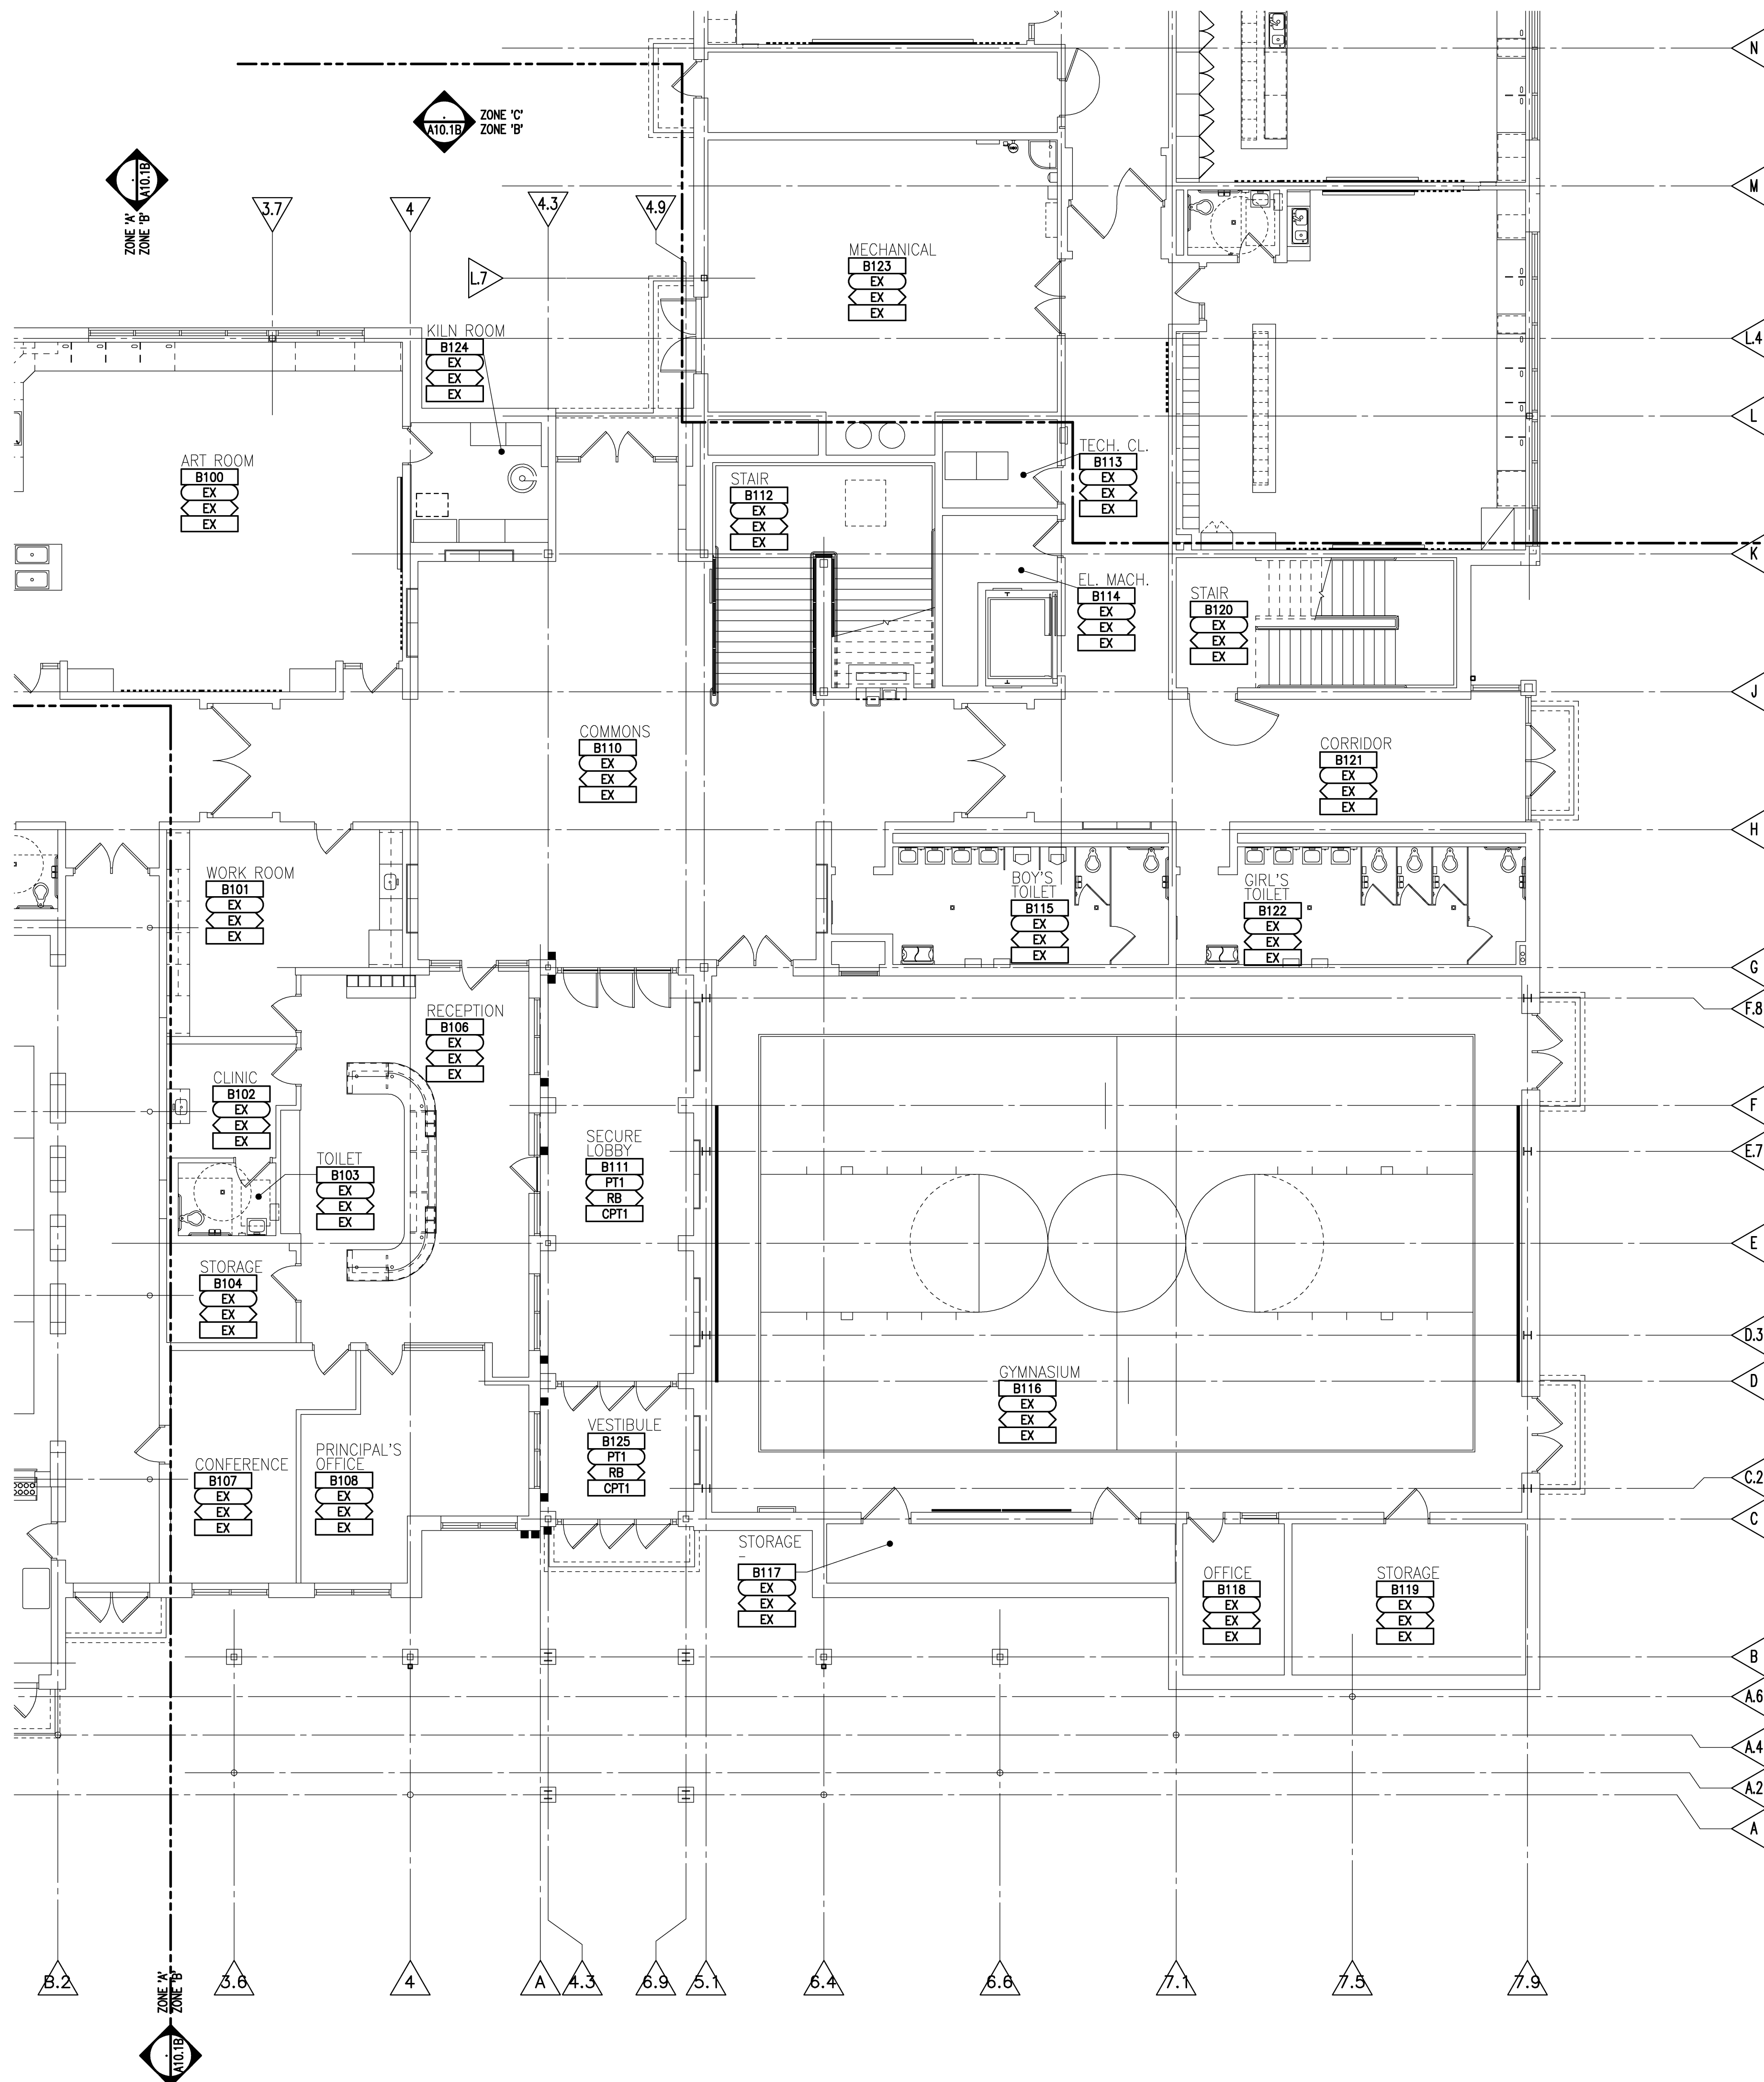 N
ZONE 'C'
ZONE 'B'
A10.1B
A10.1B
ZONE 'A'
ZONE 'B'
M
3.7
4
4.3
4.9
L.7
MECHANICAL
B123
EX
EX
EX
L.4
KILN ROOM
B124
EX
EX
EX
L
ART ROOM
B100
EX
EX
EX
STAIR
B112
EX
EX
EX
TECH. CL.
B113
EX
EX
EX
K
EL. MACH.
B114
EX
EX
EX
STAIR
B120
EX
EX
EX
J
COMMONS
B110
EX
EX
EX
CORRIDOR
B121
EX
EX
EX
H
WORK ROOM
B101
EX
EX
EX
BOY'S
TOILET
B115
EX
EX
EX
GIRL'S
TOILET
B122
EX
EX
EX
G
F.8
RECEPTION
B106
EX
EX
EX
CLINIC
B102
EX
EX
EX
F
SECURE
LOBBY
B111
PT1
RB
CPT1
E.7
TOILET
B103
EX
EX
EX
E
STORAGE
B104
EX
EX
EX
D.3
D
GYMNASIUM
B116
EX
EX
EX
VESTIBULE
B125
PT1
RB
CPT1
CONFERENCE
B107
EX
EX
EX
PRINCIPAL'S
OFFICE
B108
EX
EX
EX
C.2
C
STORAGE
-
B117
EX
EX
EX
OFFICE
B118
EX
EX
EX
STORAGE
B119
EX
EX
EX
B
A.6
A.4
A.2
A
B.2
3.6
4
A
4.3
6.9
5.1
6.4
6.6
7.1
7.5
7.9
ZONE 'A'
ZONE 'B'
A10.1B